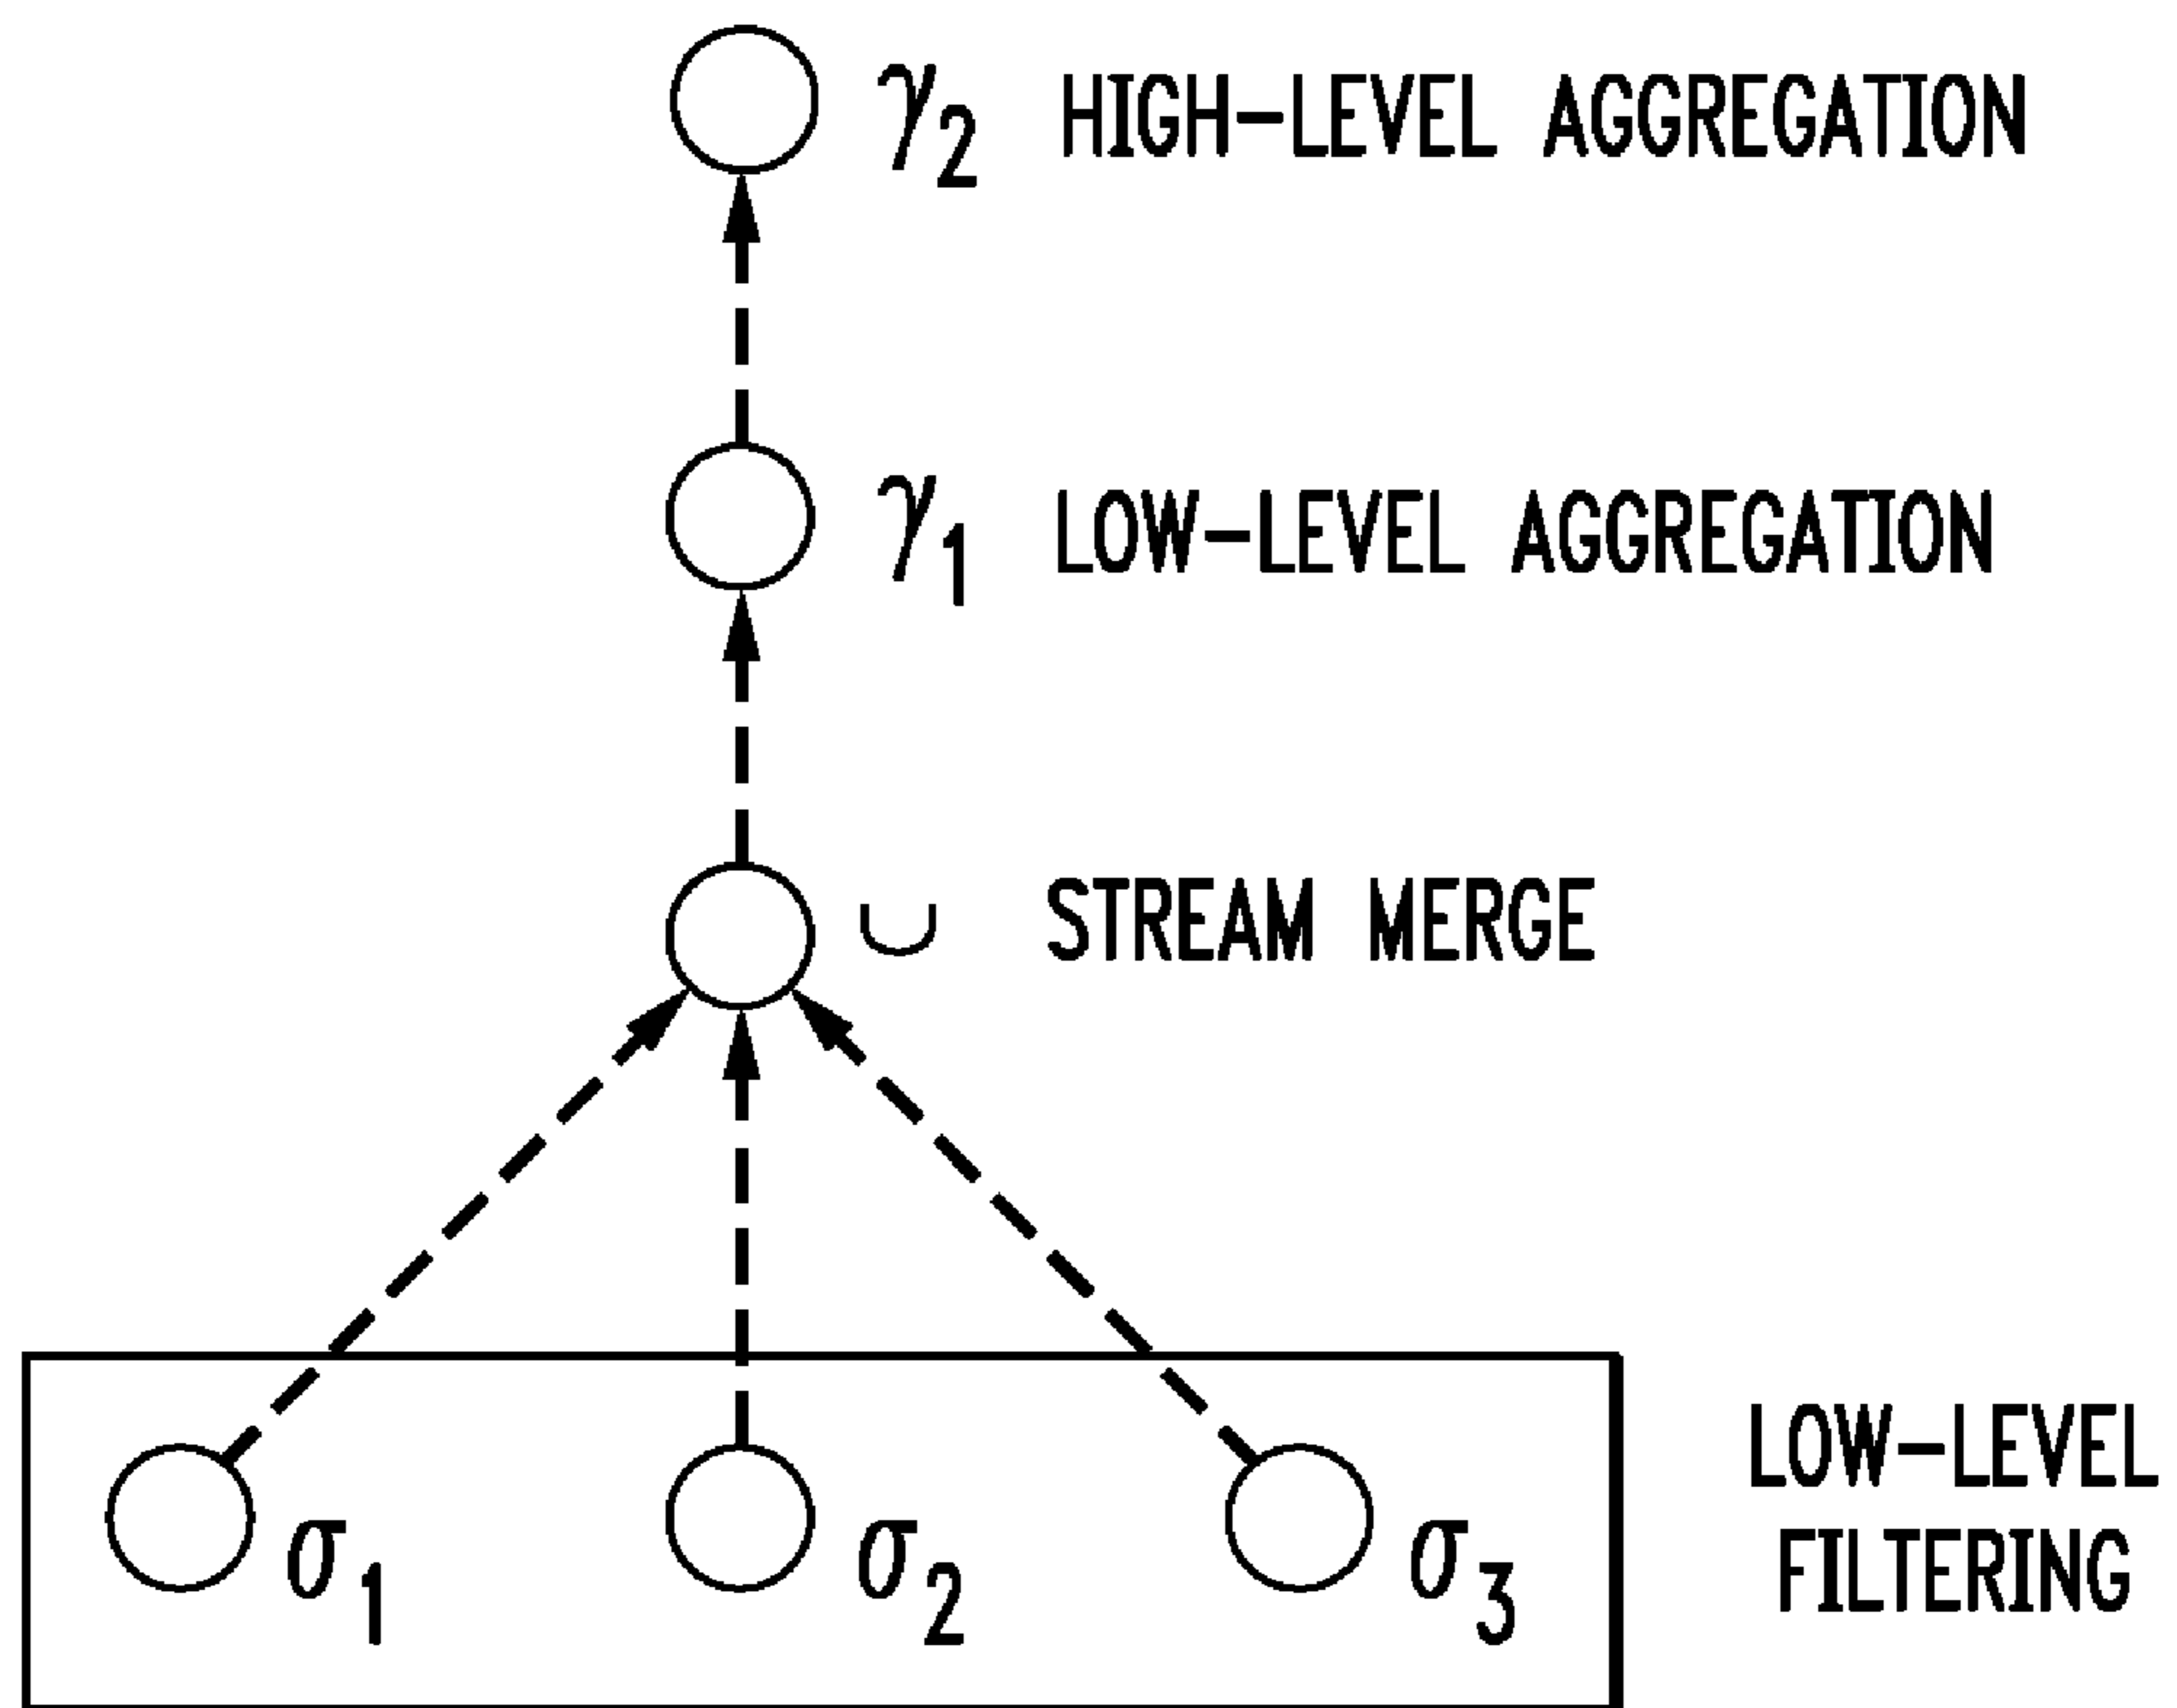 γ2 HIGH-LEVEL AGGREGATION
γ1 LOW-LEVEL AGGREGATION
∪ STREAM MERGE
LOW-LEVEL
FILTERING
σ1 σ2 σ3